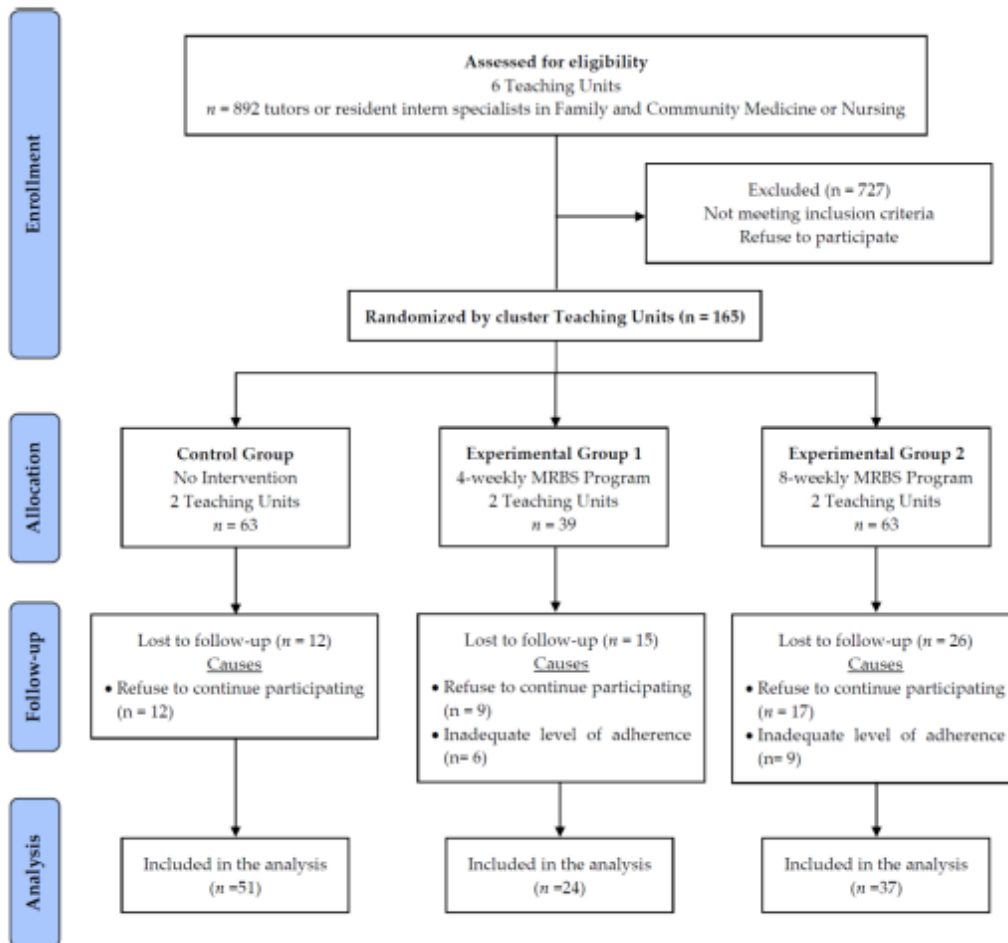 Enrollment
Assessed for eligibility
6 Teaching Units
n = 892 tutors or resident intern specialists in Family and Community Medicine or Nursing
Excluded (n = 727)
Not meeting inclusion criteria
Refuse to participate
Randomized by cluster Teaching Units (n = 165)
Allocation
Control Group
No Intervention
2 Teaching Units
n = 63
Experimental Group 1
4-weekly MRBS Program
2 Teaching Units
n = 39
Experimental Group 2
8-weekly MRBS Program
2 Teaching Units
n = 63
Follow-up
Lost to follow-up (n = 12)
Causes
• Refuse to continue participating
(n = 12)
Lost to follow-up (n = 15)
Causes
• Refuse to continue participating
(n = 9)
• Inadequate level of adherence
(n= 6)
Lost to follow-up (n = 26)
Causes
• Refuse to continue participating
(n = 17)
• Inadequate level of adherence
(n= 9)
Analysis
Included in the analysis
(n =51)
Included in the analysis
(n =24)
Included in the analysis
(n =37)